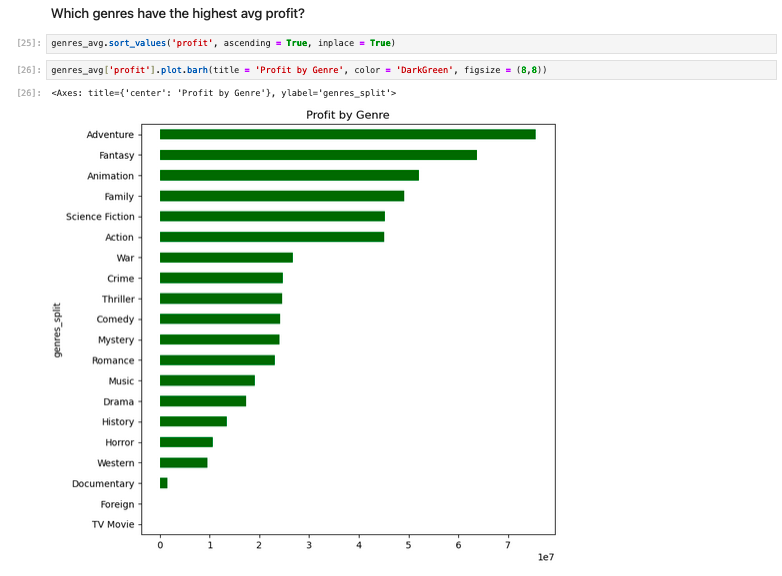 Which genres have the highest avg profit?
[25]: genres_avg.sort_values('profit', ascending = True, inplace = True)
[26]: genres_avg['profit'].plot.barh(title = 'Profit by Genre', color = 'DarkGreen', figsize = (8,8))
[26]: <Axes: title={'center': 'Profit by Genre'}, ylabel='genres_split'>
Profit by Genre
Adventure
Fantasy
Animation
Family
Science Fiction
Action
War
Crime
Thriller
Comedy
Mystery
Romance
Music
Drama
History
Horror
Western
Documentary
Foreign
TV Movie
genres_split
0 1 2 3 4 5 6 7
1e7